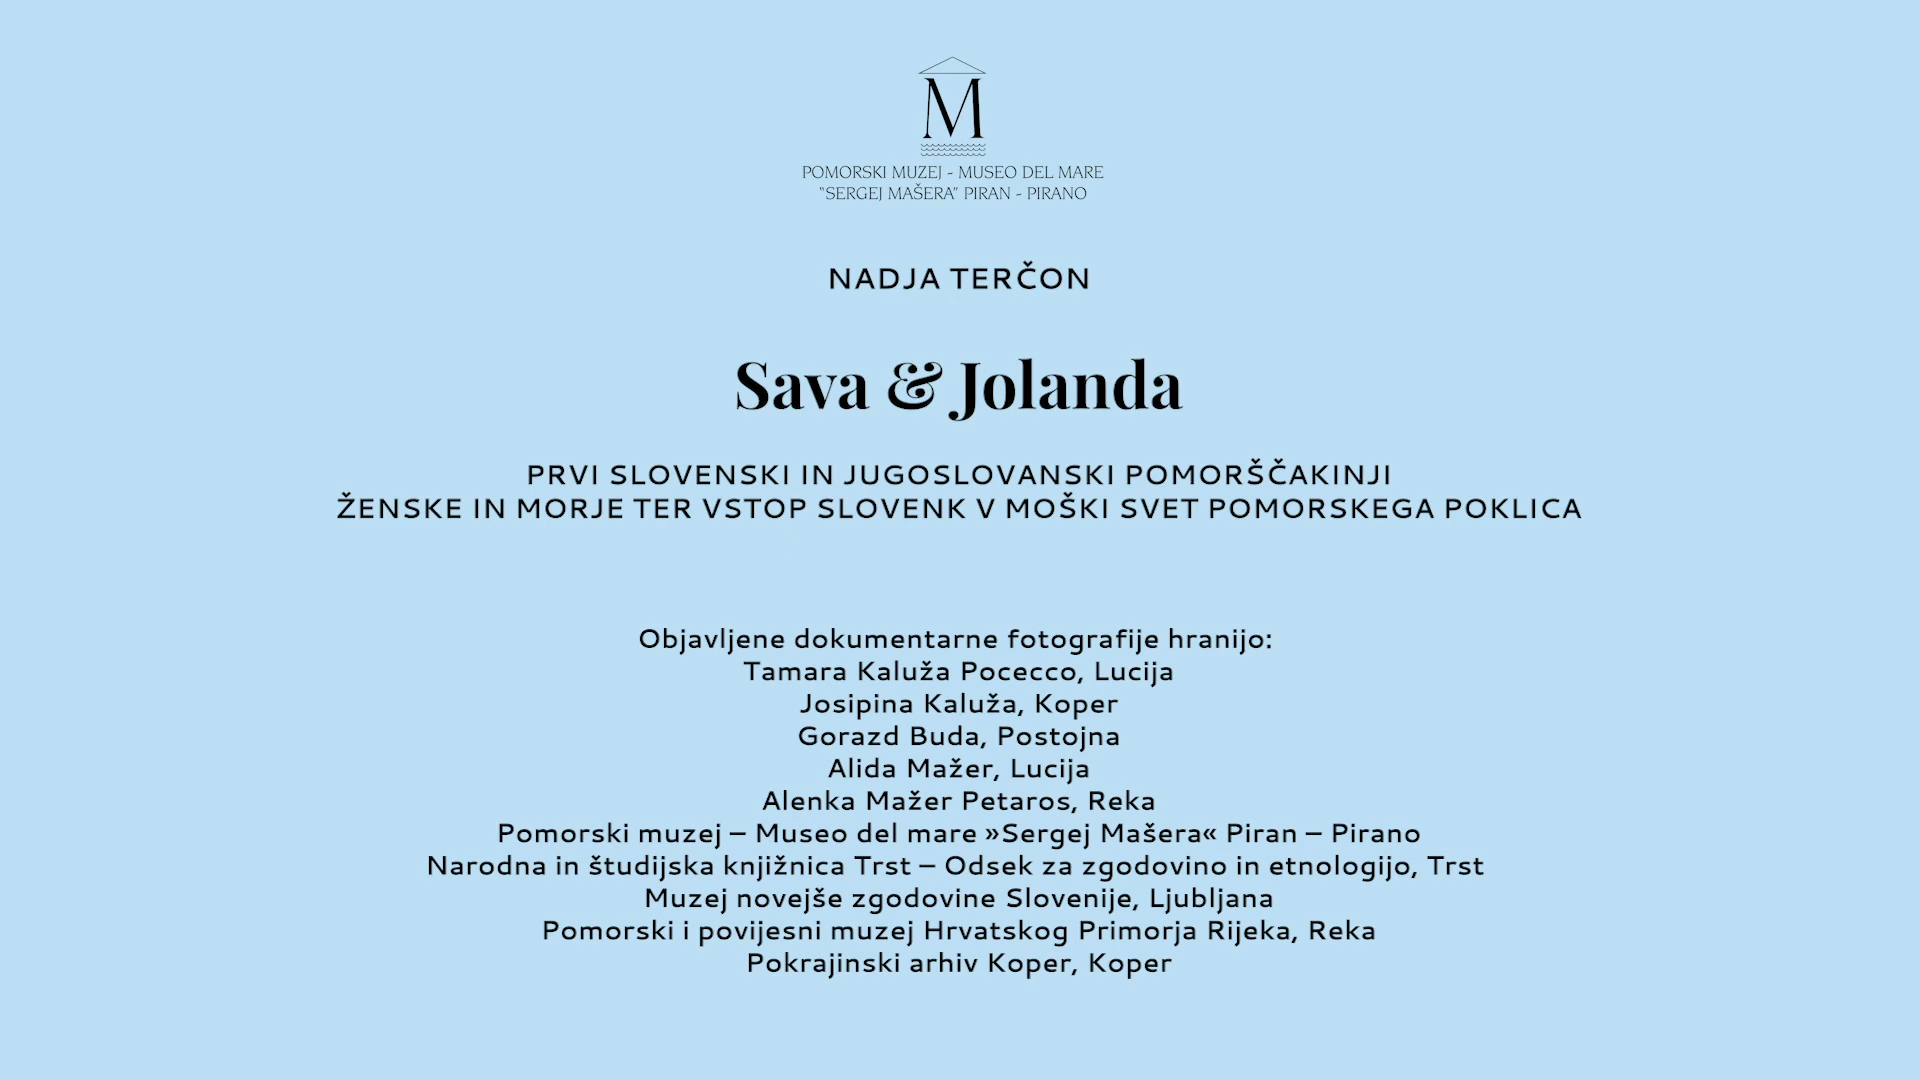 M
POMORSKI MUZEJ - MUSEO DEL MARE
"SERGEJ MAŠERA" PIRAN - PIRANO
NADJA TERČON
Sava & Jolanda
PRVI SLOVENSKI IN JUGOSLOVANSKI POMORŠČAKINJI
ŽENSKE IN MORJE TER VSTOP SLOVENK V MOŠKI SVET POMORSKEGA POKLICA
Objavljene dokumentarne fotografije hranijo:
Tamara Kaluža Pocecco, Lucija
Josipina Kaluža, Koper
Gorazd Buda, Postojna
Alida Mažer, Lucija
Alenka Mažer Petaros, Reka
Pomorski muzej – Museo del mare »Sergej Mašera« Piran – Pirano
Narodna in študijska knjižnica Trst – Odsek za zgodovino in etnologijo, Trst
Muzej novejše zgodovine Slovenije, Ljubljana
Pomorski i povijesni muzej Hrvatskog Primorja Rijeka, Reka
Pokrajinski arhiv Koper, Koper